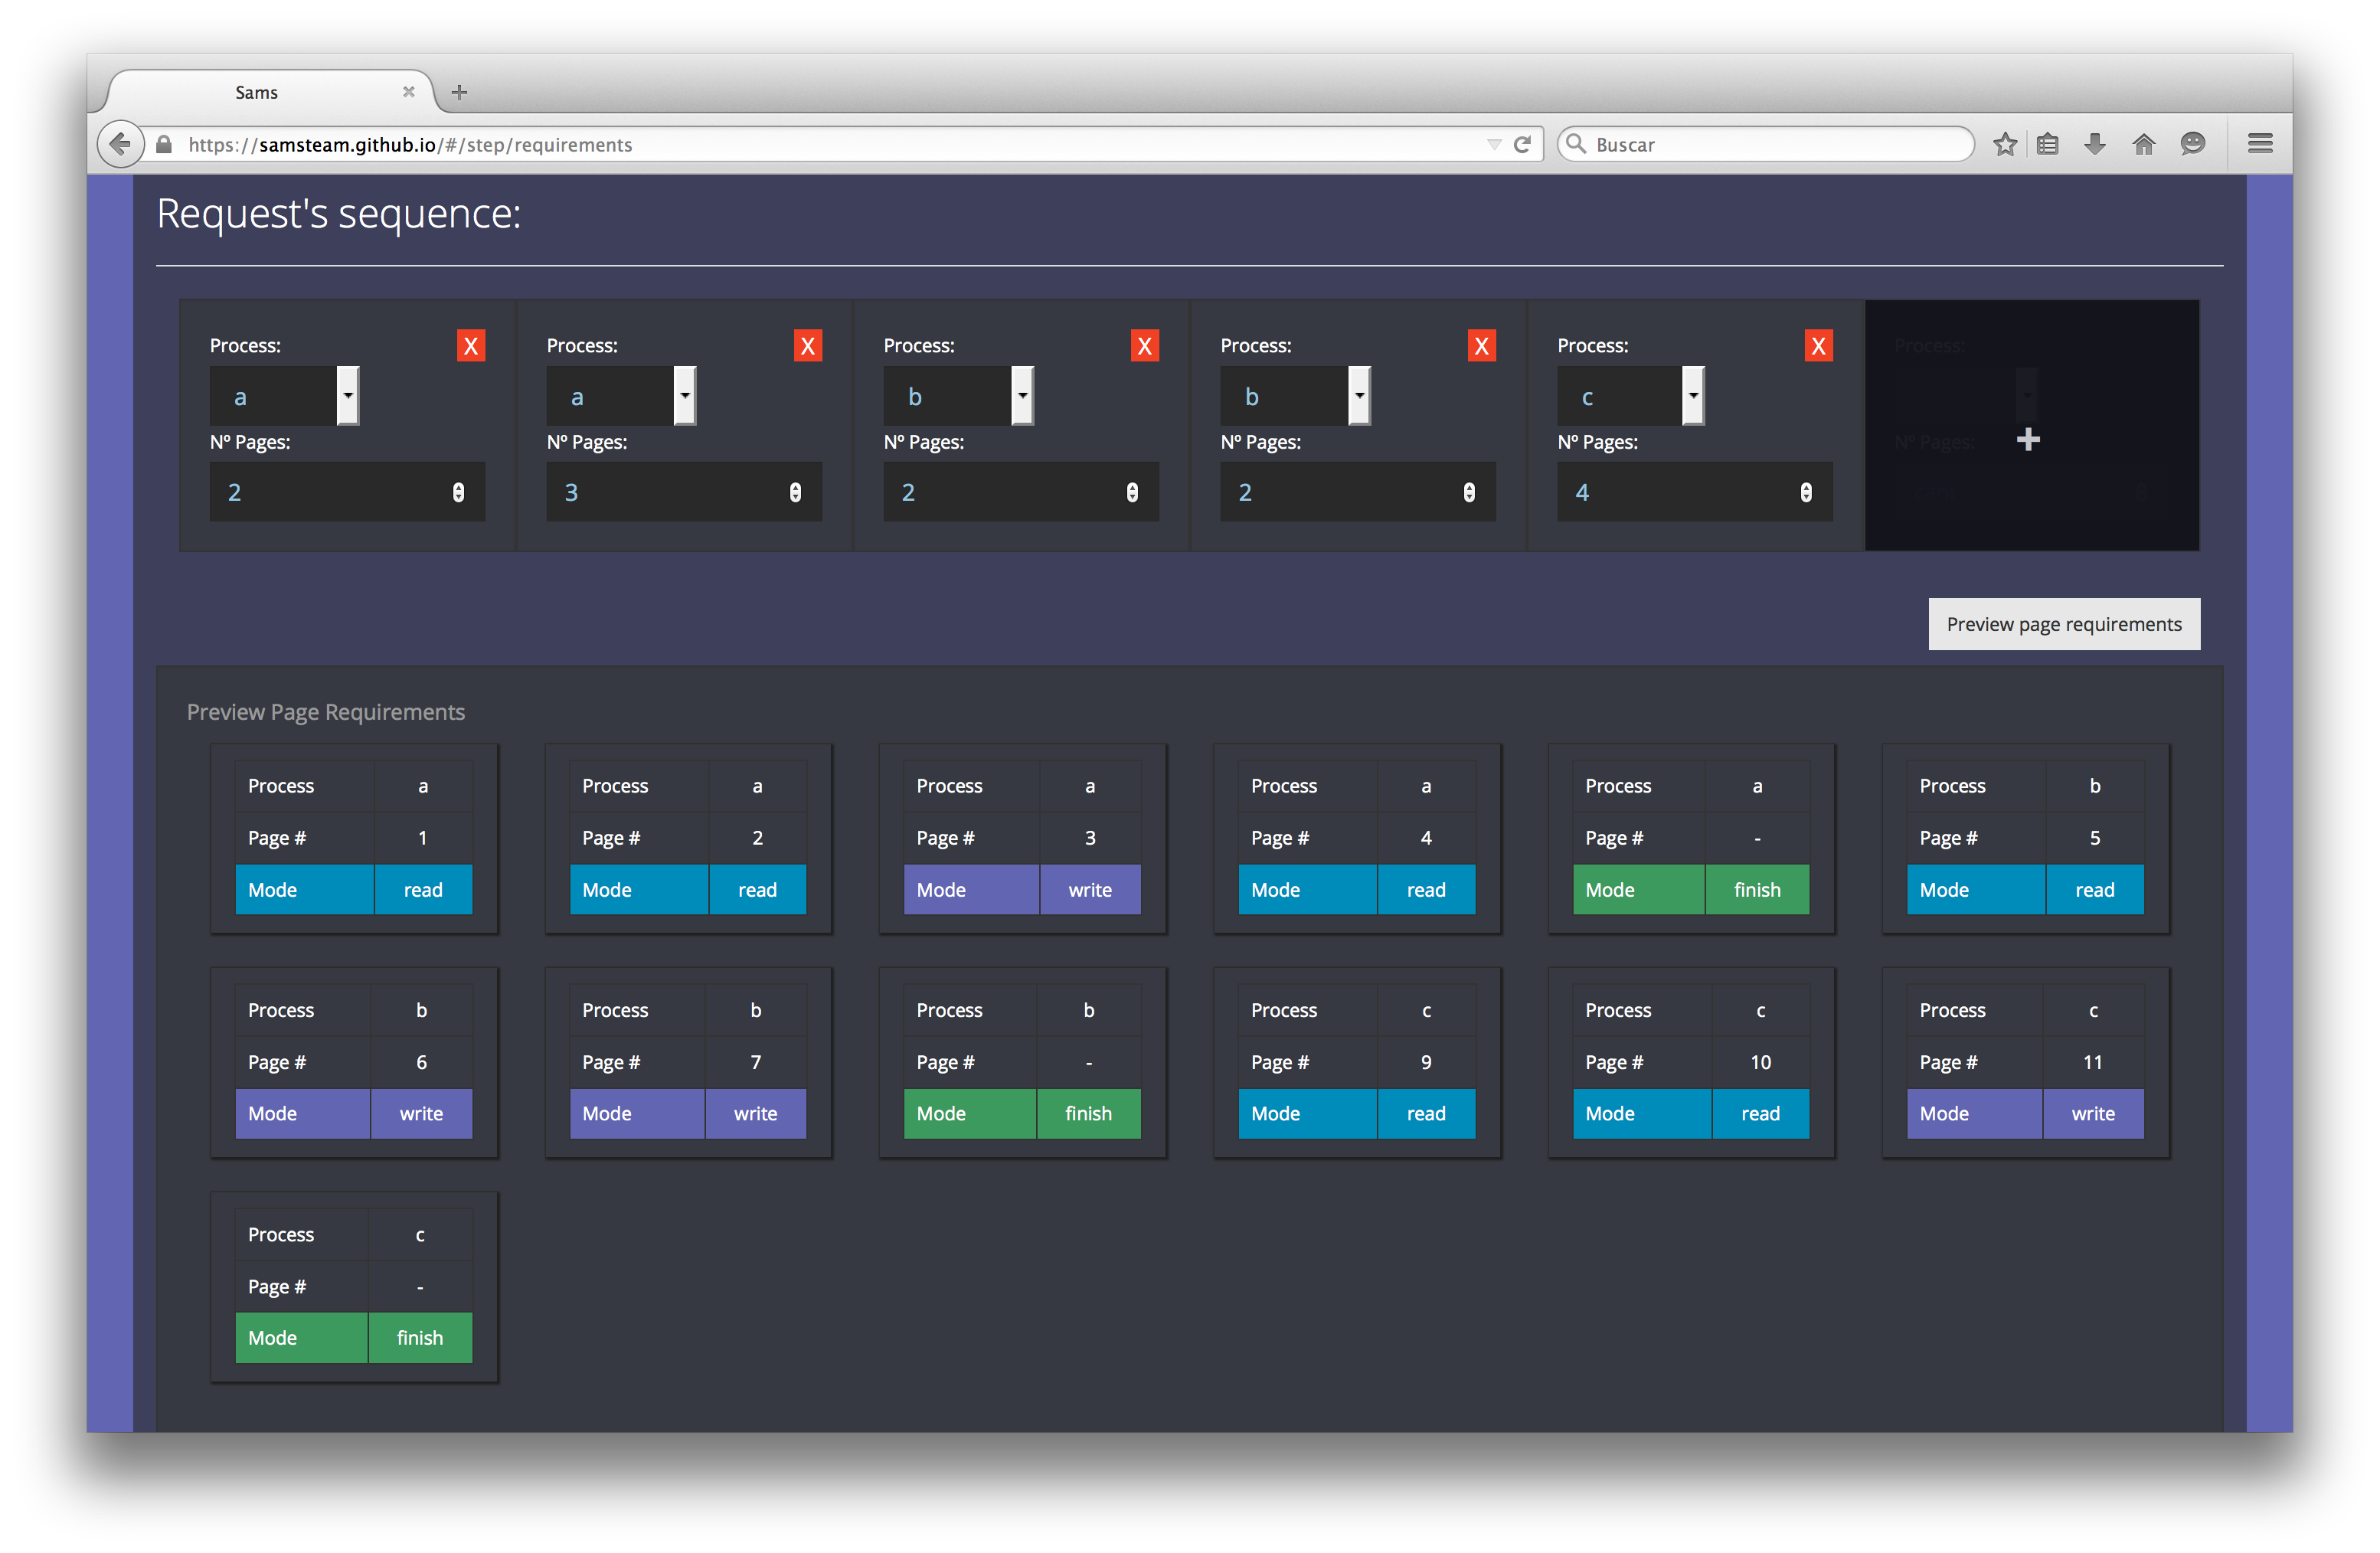 Sams
https://samsteam.github.io/#/step/requirements
Buscar
Request's sequence:
Process: X Process: X Process: X Process: X Process: X Process:
a a b b c
Nº Pages: Nº Pages: Nº Pages: Nº Pages: Nº Pages: Nº Pages:
2 3 2 2 4
Preview page requirements
Preview Page Requirements
Process a Process a Process a Process a Process a Process b
Page # 1 Page # 2 Page # 3 Page # 4 Page # - Page # 5
Mode read Mode read Mode write Mode read Mode finish Mode read
Process b Process b Process b Process c Process c Process c
Page # 6 Page # 7 Page # - Page # 9 Page # 10 Page # 11
Mode write Mode write Mode finish Mode read Mode read Mode write
Process c
Page # -
Mode finish